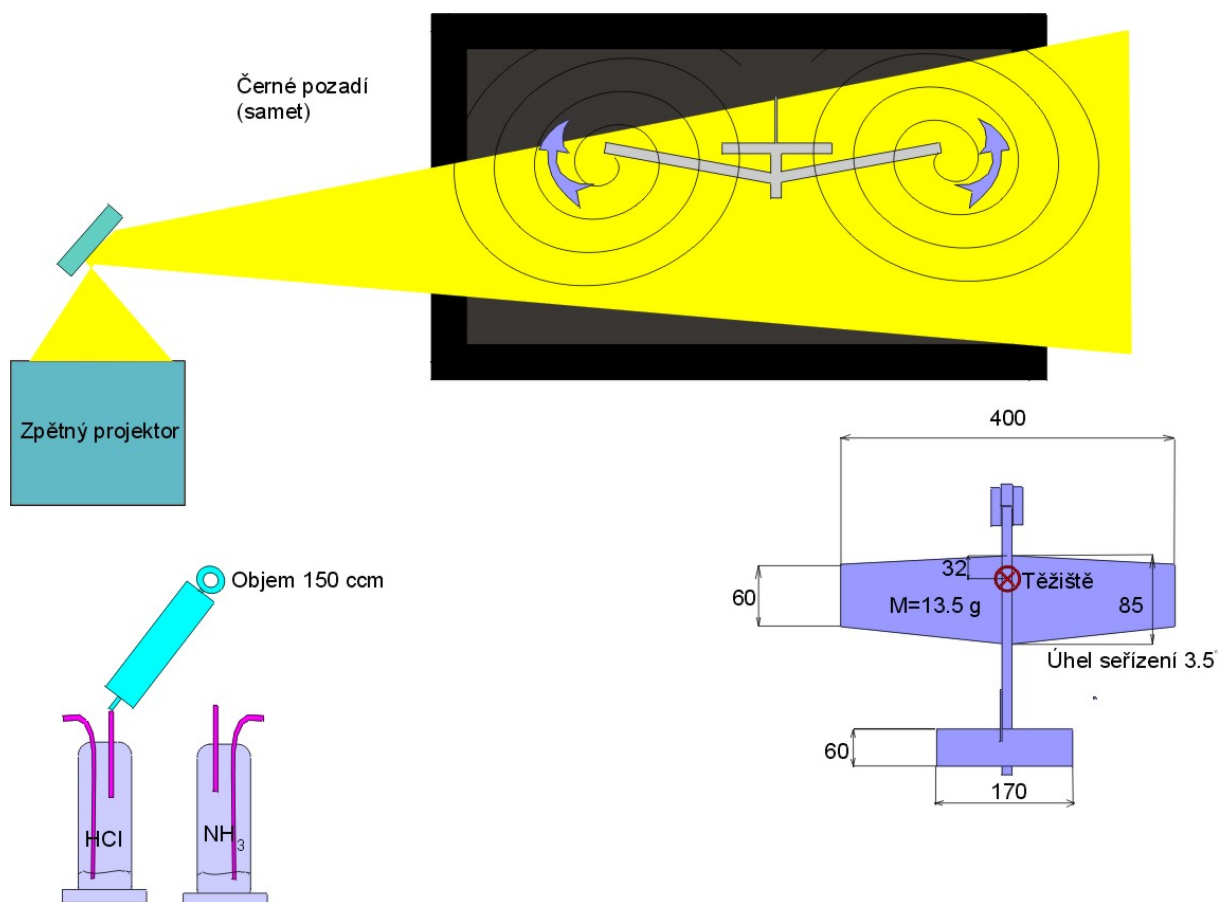 Černé pozadí
(samet)
Zpětný projektor
400
Objem 150 ccm
32
Těžiště
60
M=13.5 g
85
Úhel seřízení 3.5°
HCl
NH3
60
170